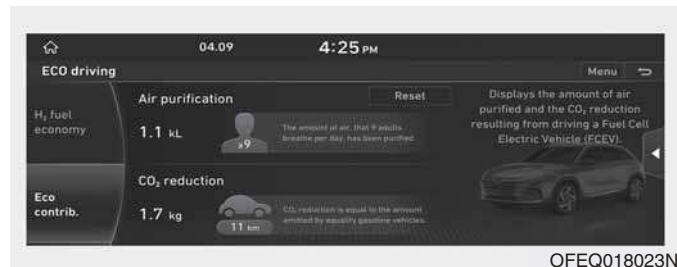 04.09
4:25 PM
ECO driving
Menu
H₂ fuel
economy
Eco
contrib.
Air purification
Reset
1.1 kL
x9
The amount of air, that 9 adults
breathe per day, has been purified.
CO₂ reduction
1.7 kg
11 km
CO₂ reduction is equal to the amount
emitted by equally gasoline vehicles.
Displays the amount of air
purified and the CO₂ reduction
resulting from driving a Fuel Cell
Electric Vehicle (FCEV).
OFEQ018023N